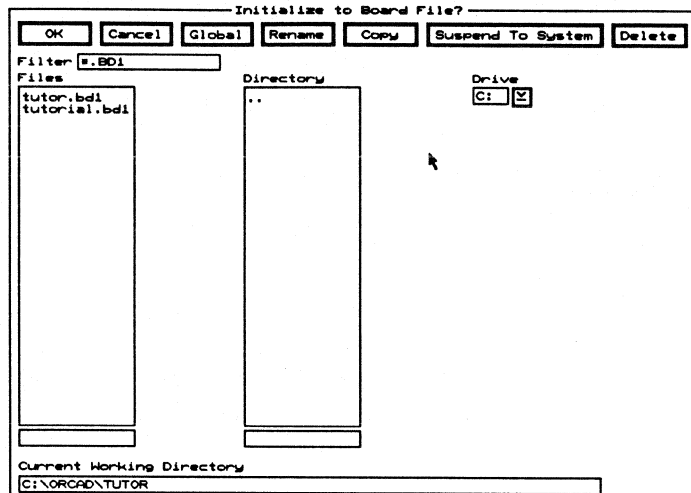 Initialize to Board File?
OK Cancel Global Rename Copy Suspend To System Delete
Filter *.BD1
Files Directory Drive
tutor.bd1 .. C:
tutorial.bd1
Current Working Directory
C:\ORCAD\TUTOR